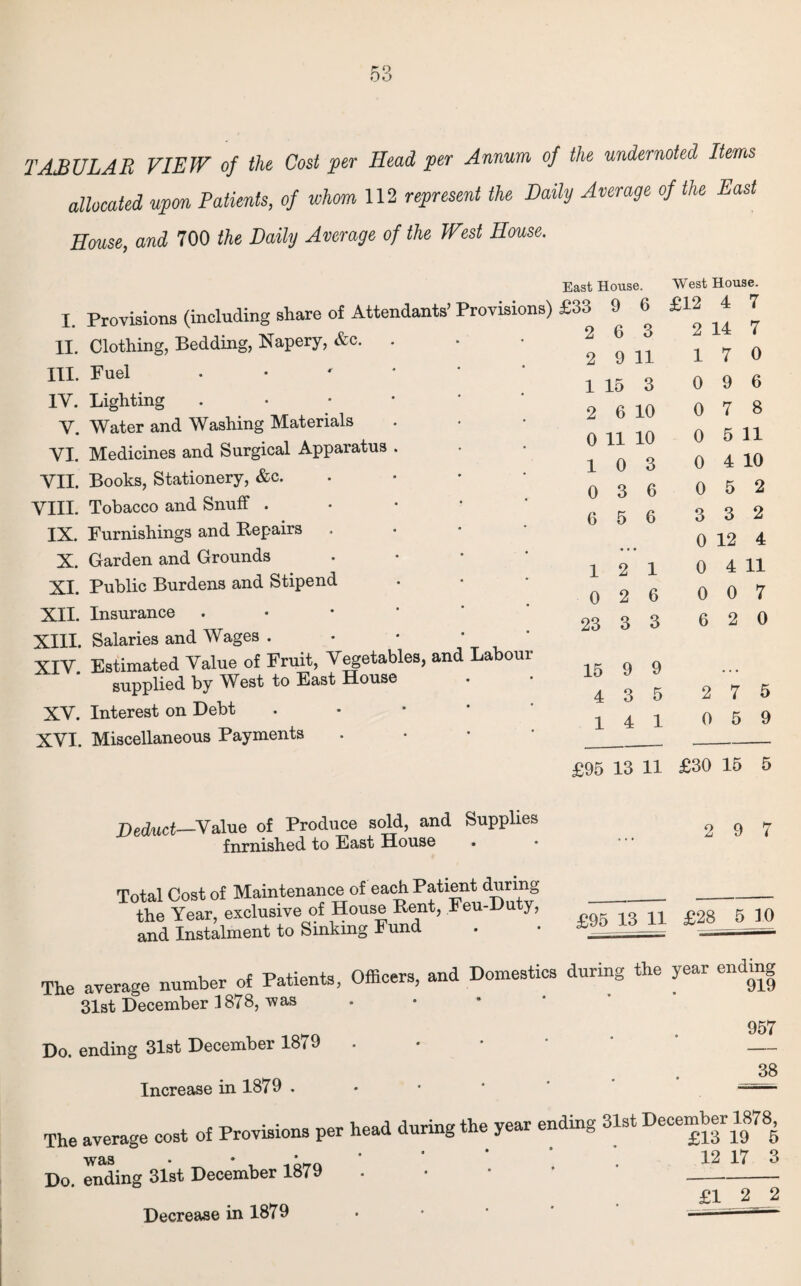 53
TABULAR VIEW of the Cost per Head per Annum of the undernoted Items
allocated upon Patients, of whom 112 represent the Daily Average of the East
House, and 700 the Daily Average of the West House.
East House. West House.
I. Provisions (including share of Attendants' Provisions) £33 9 6 £12 4 7
II. Clothing, Bedding, Napery, &c. . . . 2 6 3 2 14 7
III. Fuel . . . . . . 2 9 11 1 7 0
IV. Lighting . . . . . . 1 15 3 0 9 6
V. Water and Washing Materials . . . 2 6 10 0 7 8
VI. Medicines and Surgical Apparatus . . . 0 11 10 0 5 11
VII. Books, Stationery, &c. . . . . 1 0 3 0 4 10
VIII. Tobacco and Snuff . . . . . 0 3 6 0 5 2
IX. Furnishings and Repairs . . . . 6 5 6 3 3 2
X. Garden and Grounds . . . . ... 0 12 4
XI. Public Burdens and Stipend . . . 1 2 1 0 4 11
XII. Insurance . . . . . . 0 2 6 0 0 7
XIII. Salaries and Wages . . . . . 23 3 3 6 2 0
XIV. Estimated Value of Fruit, Vegetables, and Labour
supplied by West to East House . . 15 9 9 ...
XV. Interest on Debt . . . . . 4 3 5 2 7 5
XVI. Miscellaneous Payments . . . . 1 4 1 0 5 9
£95 13 11 £30 15 5
Deduct—Value of Produce sold, and Supplies
fnrnished to East House . . ... 2 9 7
Total Cost of Maintenance of each Patient during
the Year, exclusive of House Rent, Feu-Duty,
and Instalment to Sinking Fund . . £95 13 11 £28 5 10
The average number of Patients, Officers, and Domestics during the year ending
31st December 1878, was . . . . . 919
Do. ending 31st December 1879 . . . . . . 957
Increase in 1879 . . . . . . . 38
The average cost of Provisions per head during the year ending 31st December 1878,
was . . . . . . . £13 19 5
Do. ending 31st December 1879 . . . . . 12 17 3
Decrease in 1879 . . . . £1 2 2